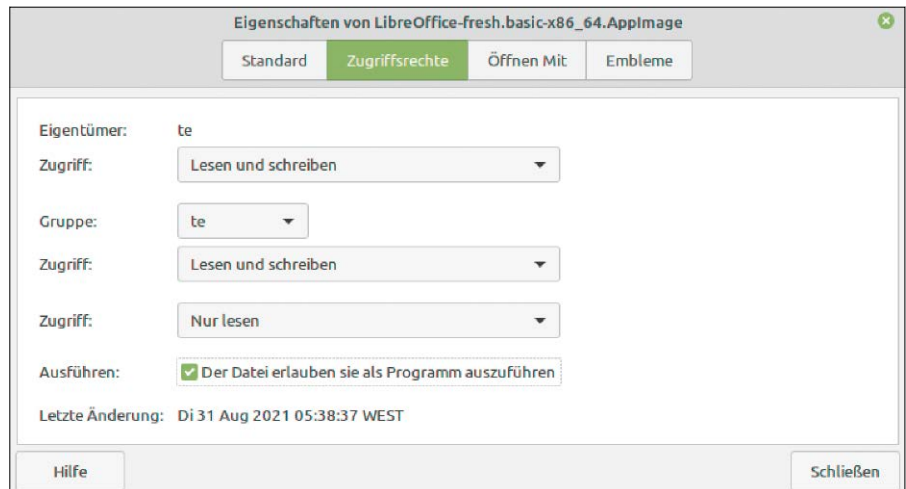 Eigenschaften von LibreOffice-fresh.basic-x86_64.AppImage
Standard Zugriffsrechte Öffnen Mit Embleme
Eigentümer: te
Zugriff: Lesen und schreiben
Gruppe: te
Zugriff: Lesen und schreiben
Zugriff: Nur lesen
Ausführen: Der Datei erlauben sie als Programm auszuführen
Letzte Änderung: Di 31 Aug 2021 05:38:37 WEST
Hilfe Schließen